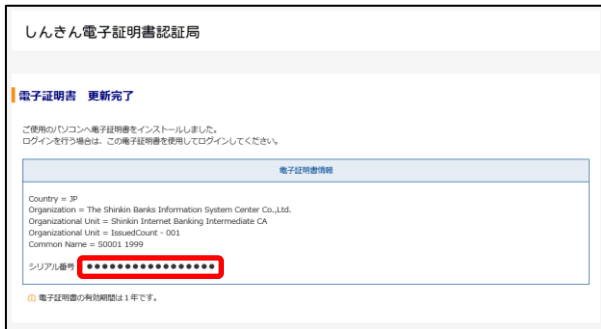 しんきん電子証明書認証局
電子証明書　更新完了
ご使用のパソコンへ電子証明書をインストールしました。
ログインを行う場合は、この電子証明書を使用してログインしてください。
電子証明書情報
Country = JP
Organization = The Shinkin Banks Information System Center Co.,Ltd.
Organizational Unit = Shinkin Internet Banking Intermediate CA
Organizational Unit = IssuedCount - 001
Common Name = S0001 1999
シリアル番号 ●●●●●●●●●●●●●●●●●
① 電子証明書の有効期間は1年です。